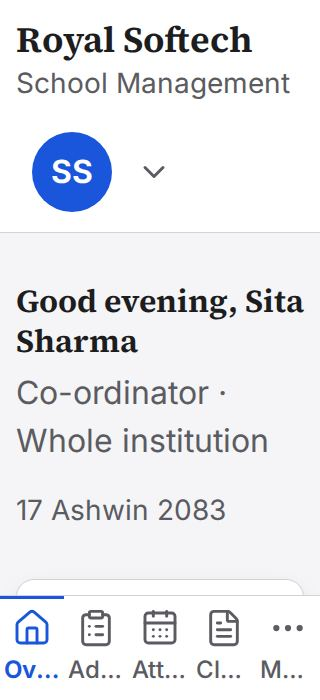 Royal Softech
School Management
SS
Good evening, Sita
Sharma
Co-ordinator ·
Whole institution
17 Ashwin 2083
Ov... Ad... Att... Cl... M...